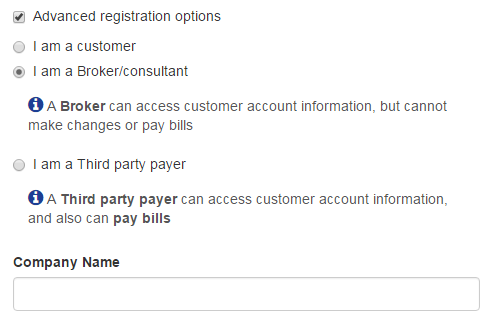 Advanced registration options
I am a customer
I am a Broker/consultant
A Broker can access customer account information, but cannot
make changes or pay bills
I am a Third party payer
A Third party payer can access customer account information,
and also can pay bills
Company Name